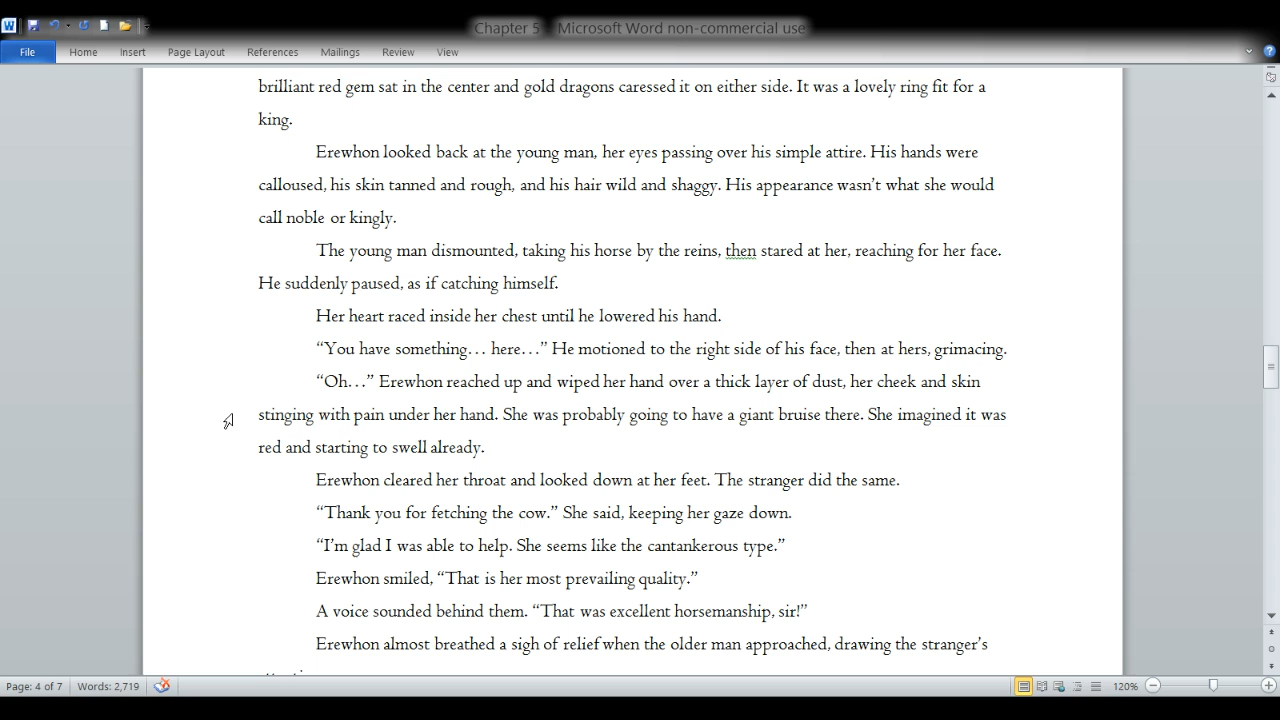 Chapter 5 Microsoft Word non-commercial use
File Home Insert Page Layout References Mailings Review View
brilliant red gem sat in the center and gold dragons caressed it on either side. It was a lovely ring fit for a
king.
Erewhon looked back at the young man, her eyes passing over his simple attire. His hands were
calloused, his skin tanned and rough, and his hair wild and shaggy. His appearance wasn’t what she would
call noble or kingly.
The young man dismounted, taking his horse by the reins, then stared at her, reaching for her face.
He suddenly paused, as if catching himself.
Her heart raced inside her chest until he lowered his hand.
“You have something… here…” He motioned to the right side of his face, then at hers, grimacing.
“Oh…” Erewhon reached up and wiped her hand over a thick layer of dust, her cheek and skin
stinging with pain under her hand. She was probably going to have a giant bruise there. She imagined it was
red and starting to swell already.
Erewhon cleared her throat and looked down at her feet. The stranger did the same.
“Thank you for fetching the cow.” She said, keeping her gaze down.
“I’m glad I was able to help. She seems like the cantankerous type.”
Erewhon smiled, “That is her most prevailing quality.”
A voice sounded behind them. “That was excellent horsemanship, sir!”
Erewhon almost breathed a sigh of relief when the older man approached, drawing the stranger’s
Page: 4 of 7 Words: 2,719 120%